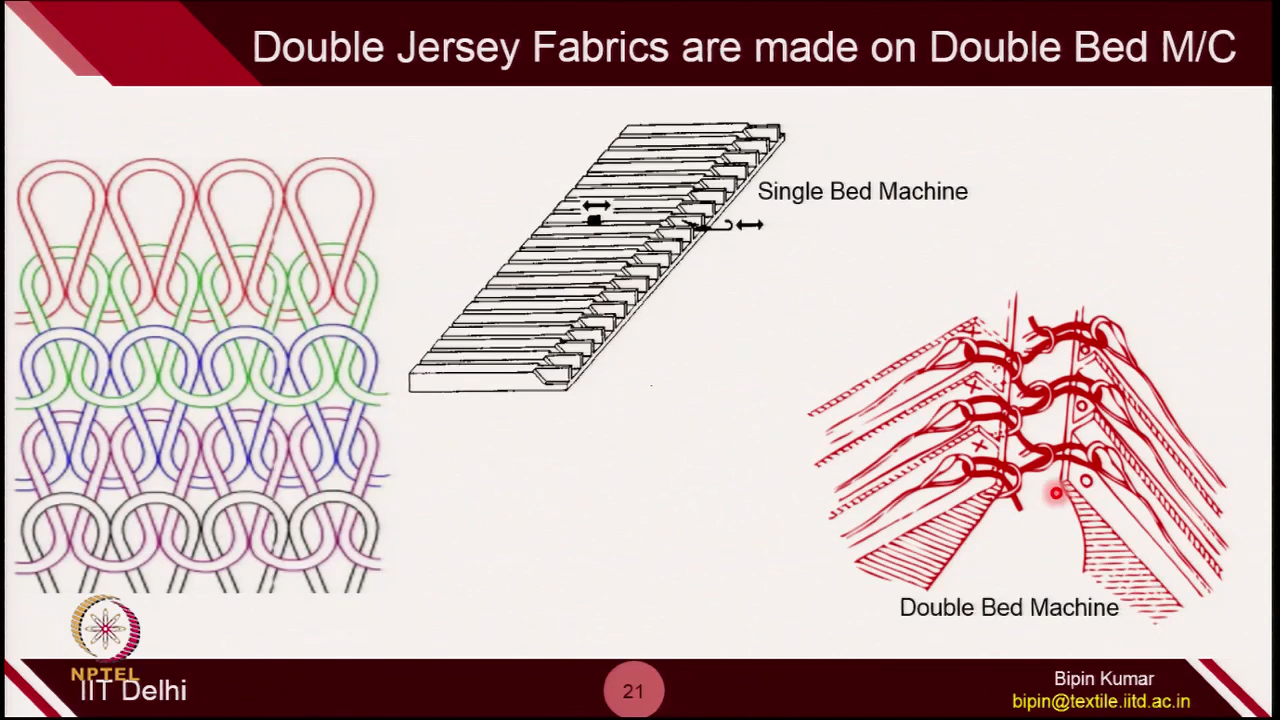 Double Jersey Fabrics are made on Double Bed M/C
Single Bed Machine
Double Bed Machine
NPTEL
IIT Delhi
21
Bipin Kumar
bipin@textile.iitd.ac.in